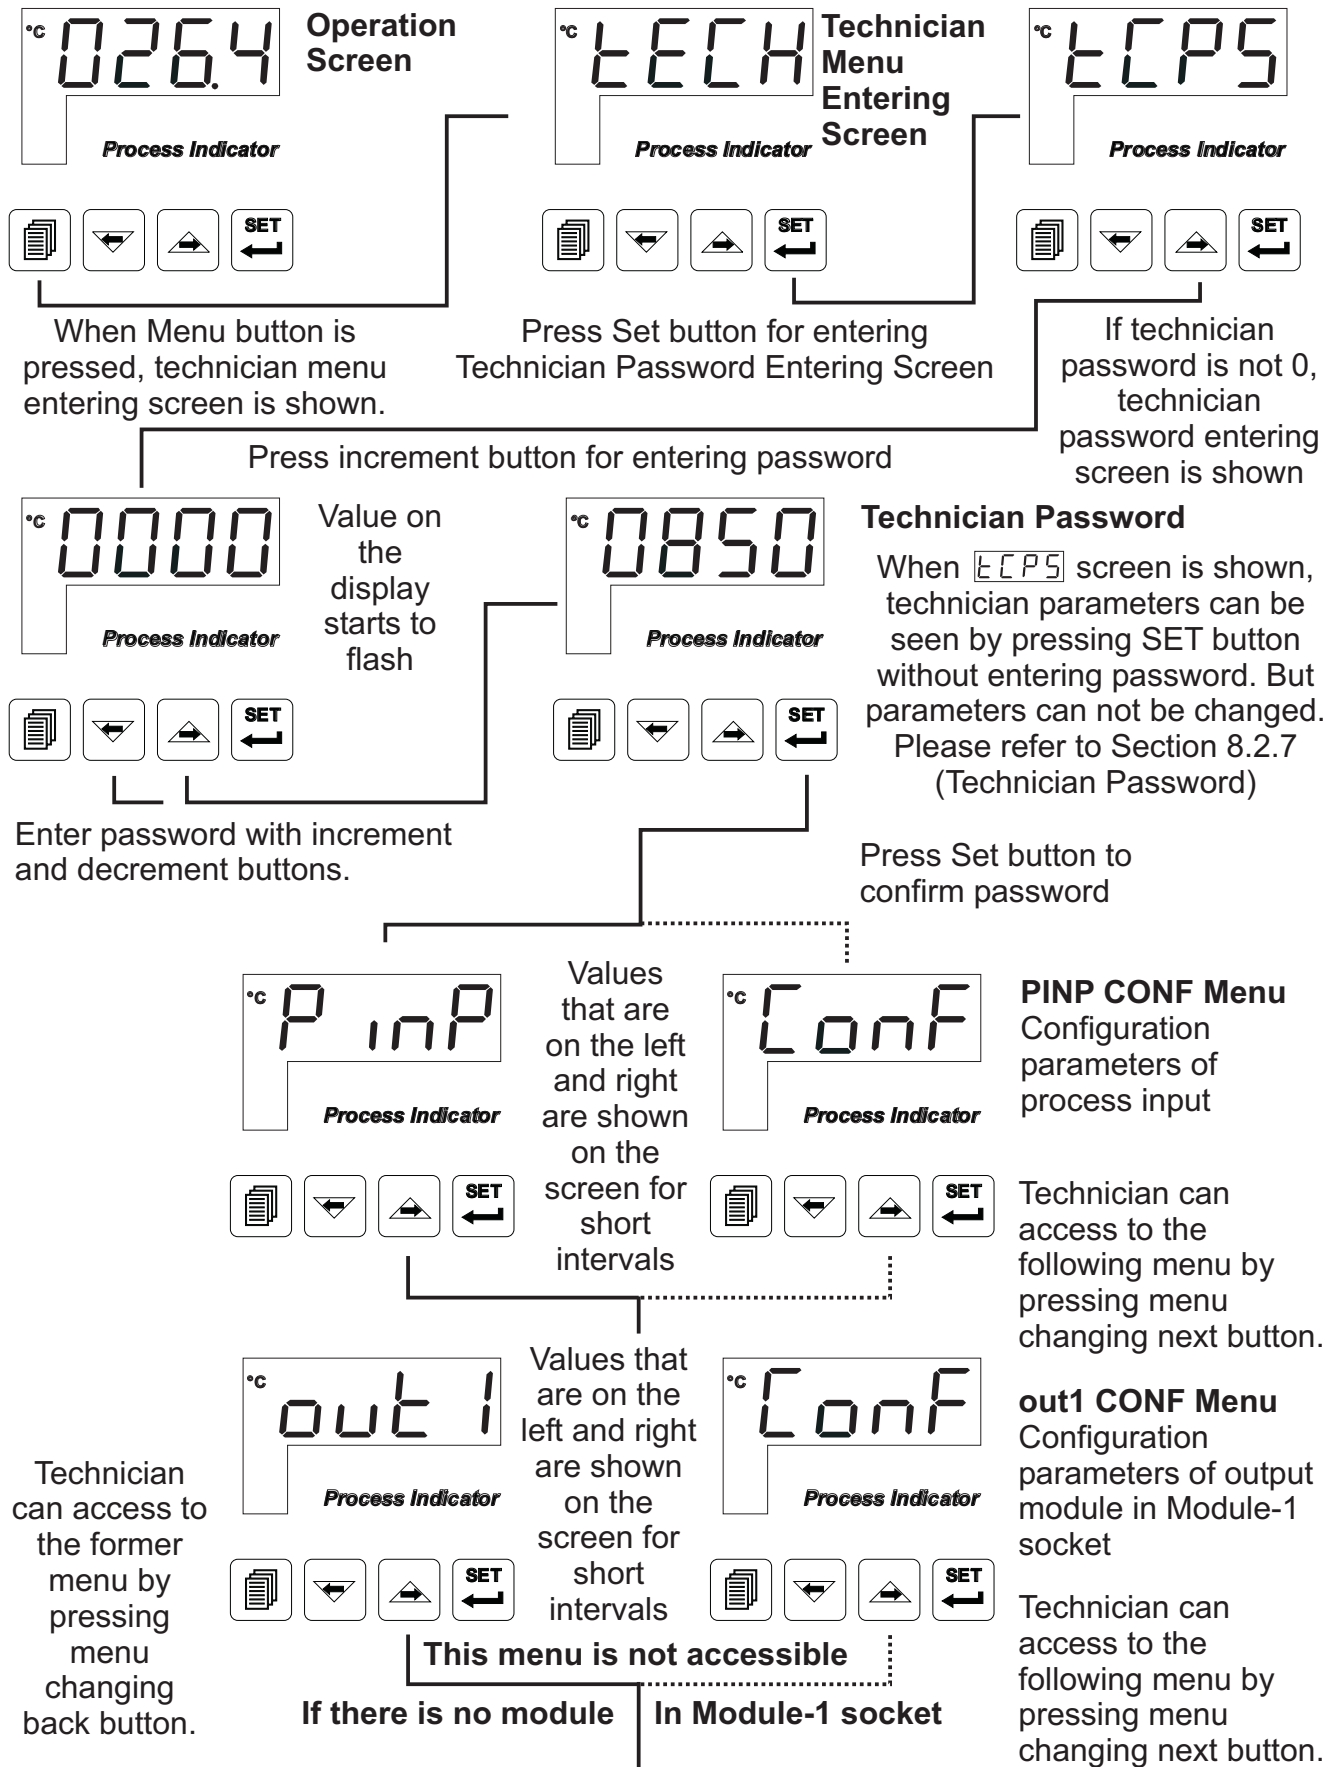 °C 026.4
Operation
Screen
Process Indicator
SET
°C tECH
Technician
Menu
Entering
Screen
Process Indicator
SET
°C tCPS
Process Indicator
SET
When Menu button is
pressed, technician menu
entering screen is shown.
Press Set button for entering
Technician Password Entering Screen
If technician
password is not 0,
technician
password entering
screen is shown
Press increment button for entering password
°C 0000
Process Indicator
SET
Value on
the
display
starts to
flash
°C 0850
Process Indicator
SET
Technician Password
When tCPS screen is shown,
technician parameters can be
seen by pressing SET button
without entering password. But
parameters can not be changed.
Please refer to Section 8.2.7
(Technician Password)
Enter password with increment
and decrement buttons.
Press Set button to
confirm password
°C PinP
Process Indicator
SET
Values
that are
on the left
and right
are shown
on the
screen for
short
intervals
°C ConF
Process Indicator
SET
PINP CONF Menu
Configuration
parameters of
process input
Technician can
access to the
following menu by
pressing menu
changing next button.
°C out1
Process Indicator
SET
Values that
are on the
left and right
are shown
on the
screen for
short
intervals
°C ConF
Process Indicator
SET
out1 CONF Menu
Configuration
parameters of output
module in Module-1
socket
Technician
can access to
the former
menu by
pressing
menu
changing
back button.
Technician can
access to the
following menu by
pressing menu
changing next button.
This menu is not accessible
If there is no module In Module-1 socket